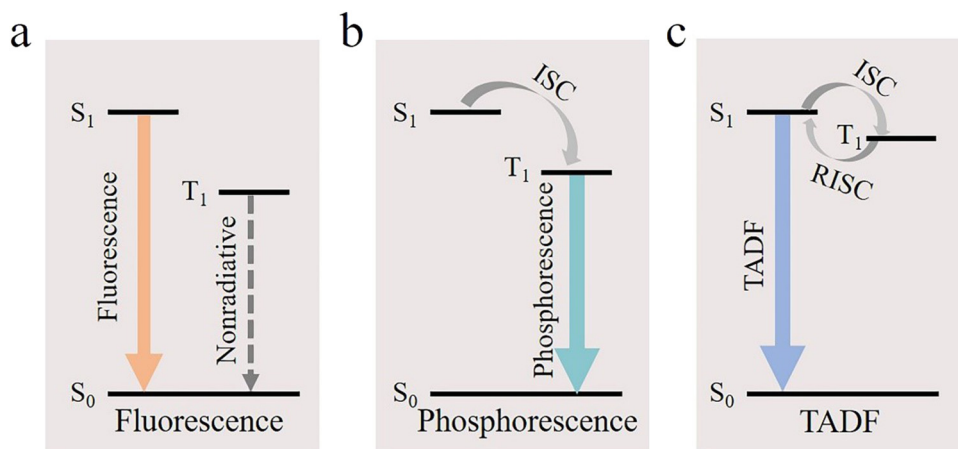 a
S₁
T₁
Fluorescence
Nonradiative
S₀
Fluorescence
b
ISC
S₁
T₁
Phosphorescence
S₀
Phosphorescence
c
ISC
S₁
T₁
RISC
TADF
S₀
TADF